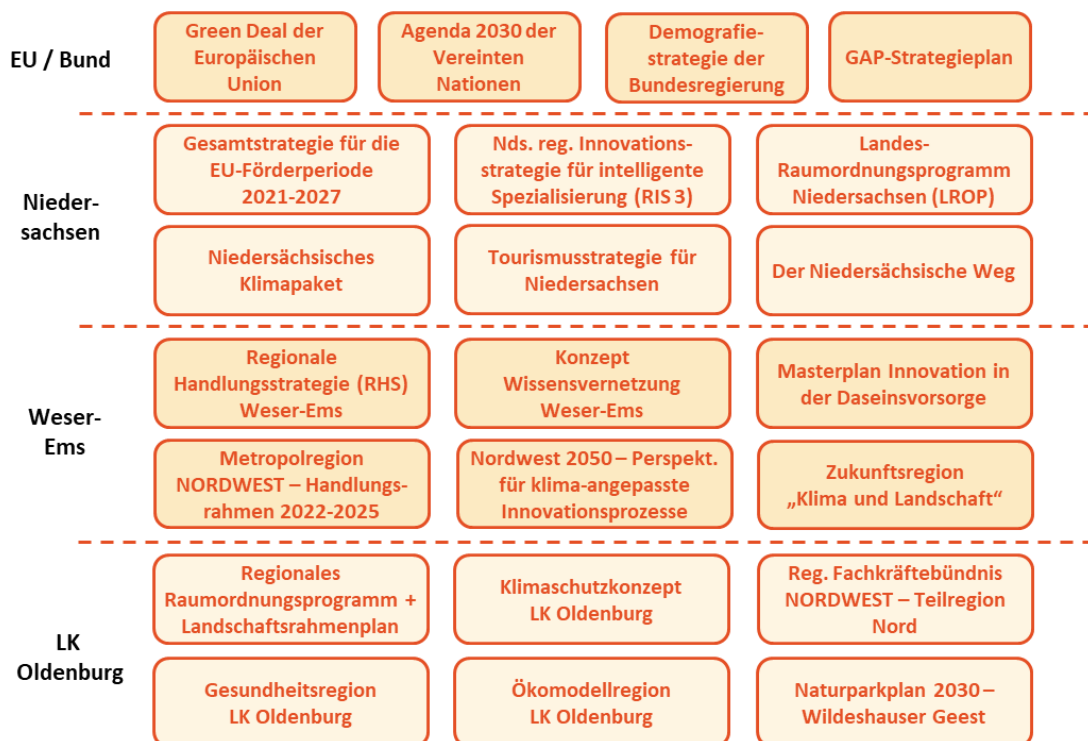 EU / Bund
Green Deal der
Europäischen
Union
Agenda 2030 der
Vereinten
Nationen
Demografie-
strategie der
Bundesregierung
GAP-Strategieplan
Nieder-
sachsen
Gesamtstrategie für die
EU-Förderperiode
2021-2027
Nds. reg. Innovations-
strategie für intelligente
Spezialisierung (RIS 3)
Landes-
Raumordnungsprogramm
Niedersachsen (LROP)
Niedersächsisches
Klimapaket
Tourismusstrategie für
Niedersachsen
Der Niedersächsische Weg
Weser-
Ems
Regionale
Handlungsstrategie (RHS)
Weser-Ems
Konzept
Wissensvernetzung
Weser-Ems
Masterplan Innovation in
der Daseinsvorsorge
Metropolregion
NORDWEST – Handlungs-
rahmen 2022-2025
Nordwest 2050 – Perspekt.
für klima-angepasste
Innovationsprozesse
Zukunftsregion
„Klima und Landschaft“
LK
Oldenburg
Regionales
Raumordnungsprogramm +
Landschaftsrahmenplan
Klimaschutzkonzept
LK Oldenburg
Reg. Fachkräftebündnis
NORDWEST – Teilregion
Nord
Gesundheitsregion
LK Oldenburg
Ökomodellregion
LK Oldenburg
Naturparkplan 2030 –
Wildeshauser Geest